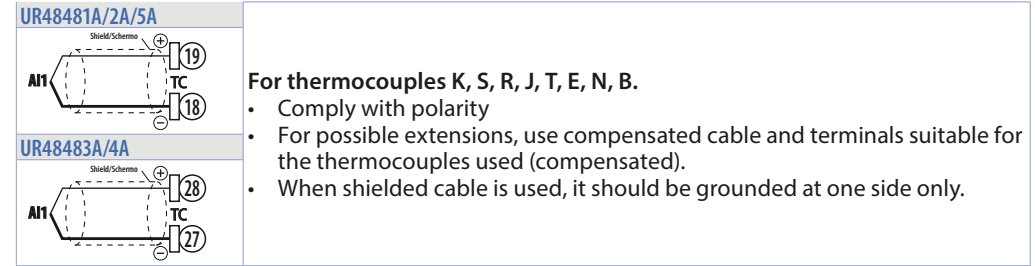 UR48481A/2A/5A
Shield/Schermo
+
19
AI1
TC
18
-
UR48483A/4A
Shield/Schermo
+
28
AI1
TC
27
-
For thermocouples K, S, R, J, T, E, N, B.
• Comply with polarity
• For possible extensions, use compensated cable and terminals suitable for
the thermocouples used (compensated).
• When shielded cable is used, it should be grounded at one side only.